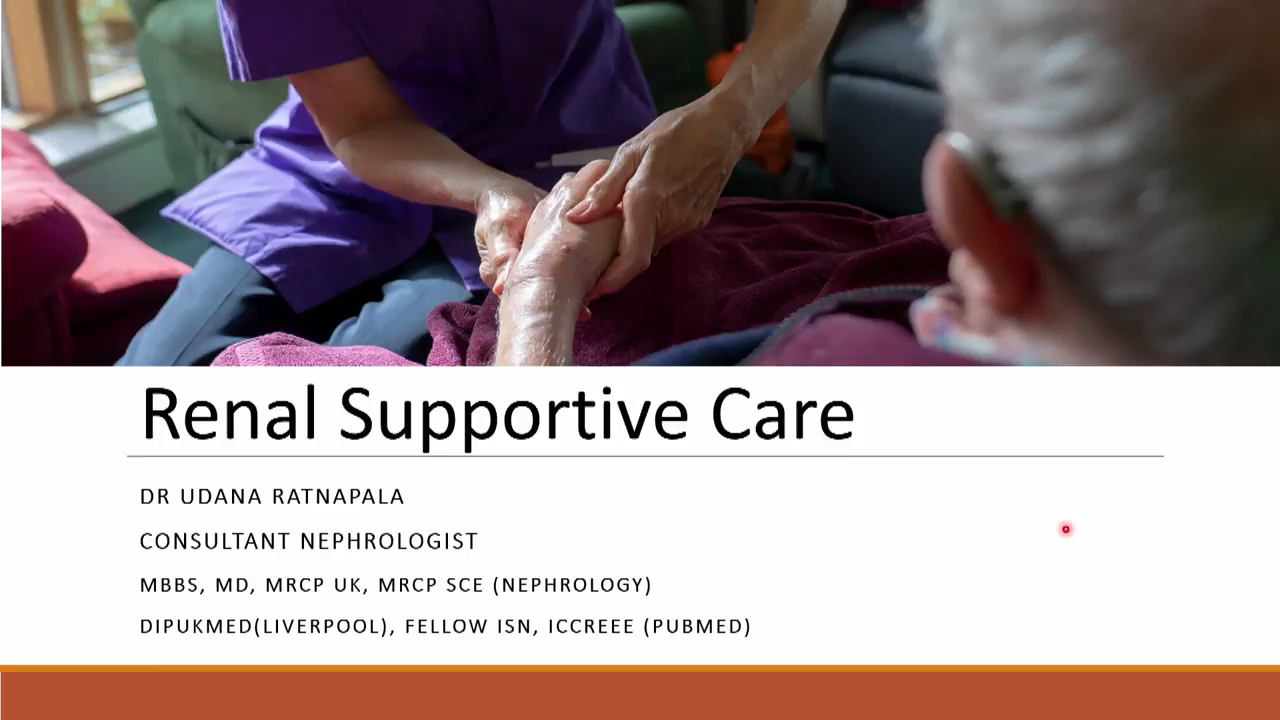 Renal Supportive Care
DR UDANA RATNAPALA
CONSULTANT NEPHROLOGIST
MBBS, MD, MRCP UK, MRCP SCE (NEPHROLOGY)
DIPUKMED(LIVERPOOL), FELLOW ISN, ICCREEE (PUBMED)